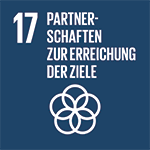 17 PARTNER-
SCHAFTEN
ZUR ERREICHUNG
DER ZIELE